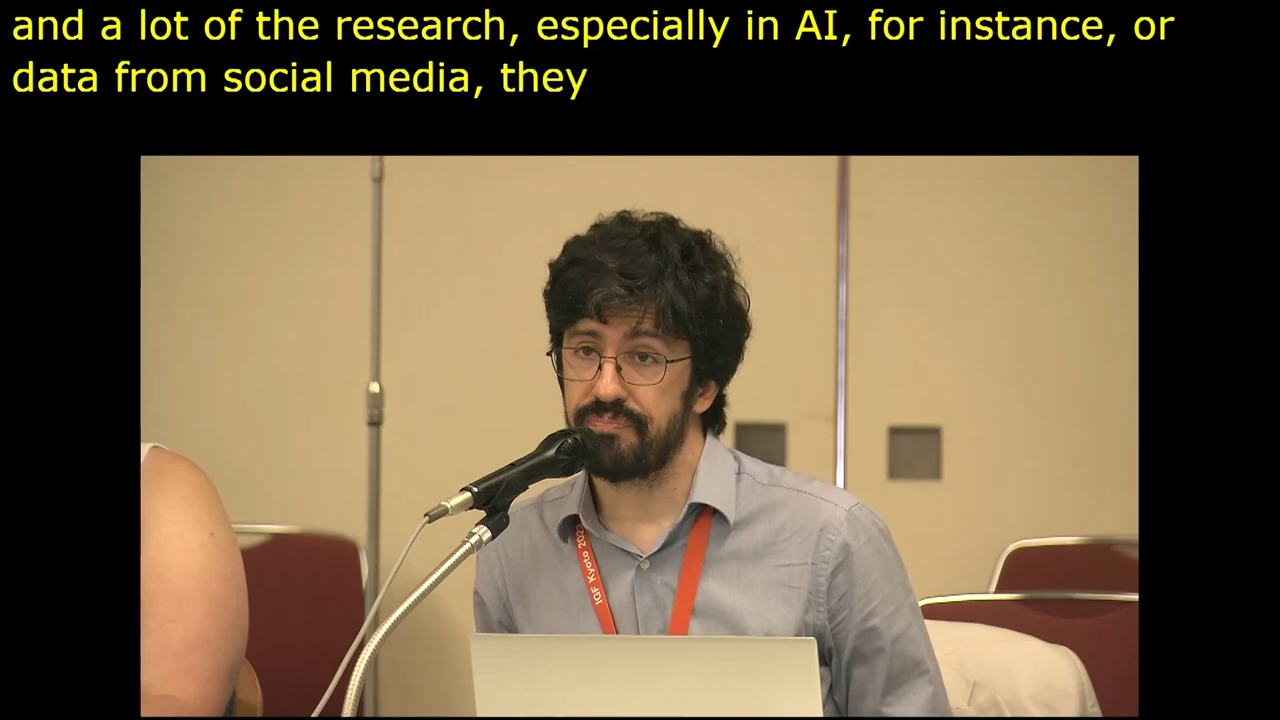 and a lot of the research, especially in AI, for instance, or
data from social media, they
IGF Kyoto 2023